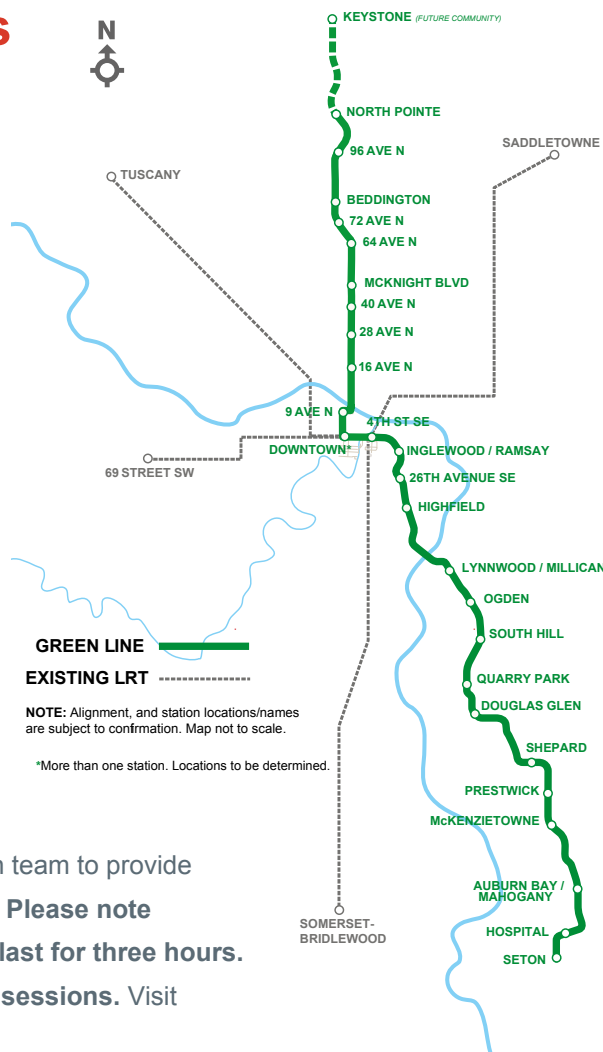 s
N
KEYSTONE (FUTURE COMMUNITY)
NORTH POINTE
SADDLETOWNE
96 AVE N
TUSCANY
BEDDINGTON
72 AVE N
64 AVE N
MCKNIGHT BLVD
40 AVE N
28 AVE N
16 AVE N
9 AVE N
4TH ST SE
DOWNTOWN*
INGLEWOOD / RAMSAY
69 STREET SW
26TH AVENUE SE
HIGHFIELD
LYNNWOOD / MILLICAN
OGDEN
SOUTH HILL
GREEN LINE
EXISTING LRT
QUARRY PARK
NOTE: Alignment, and station locations/names
are subject to confirmation. Map not to scale.
DOUGLAS GLEN
*More than one station. Locations to be determined.
SHEPARD
PRESTWICK
McKENZIETOWNE
n team to provide
Please note
last for three hours.
sessions. Visit
AUBURN BAY /
MAHOGANY
SOMERSET-
BRIDLEWOOD
HOSPITAL
SETON